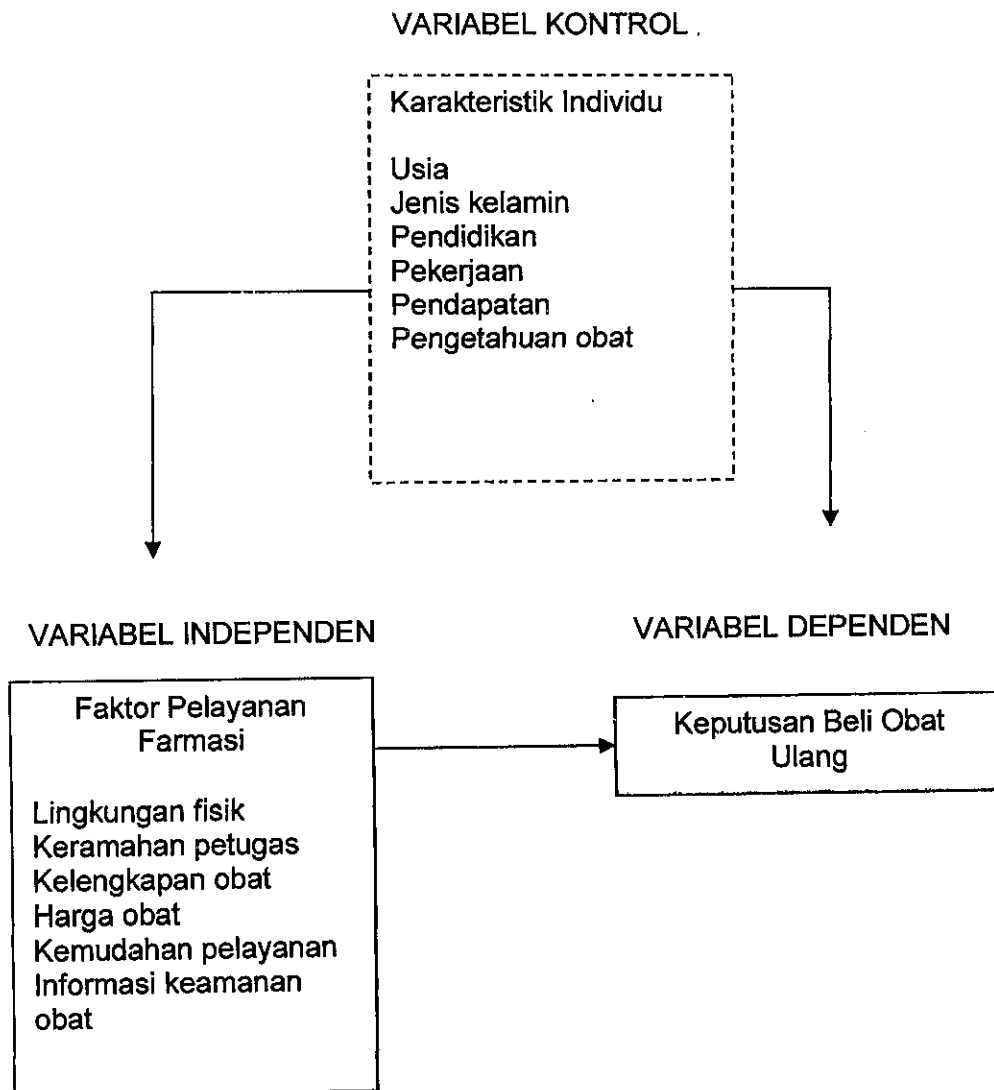 VARIABEL KONTROL
Karakteristik Individu
Usia
Jenis kelamin
Pendidikan
Pekerjaan
Pendapatan
Pengetahuan obat
VARIABEL INDEPENDEN
Faktor Pelayanan
Farmasi
Lingkungan fisik
Keramahan petugas
Kelengkapan obat
Harga obat
Kemudahan pelayanan
Informasi keamanan
obat
VARIABEL DEPENDEN
Keputusan Beli Obat
Ulang